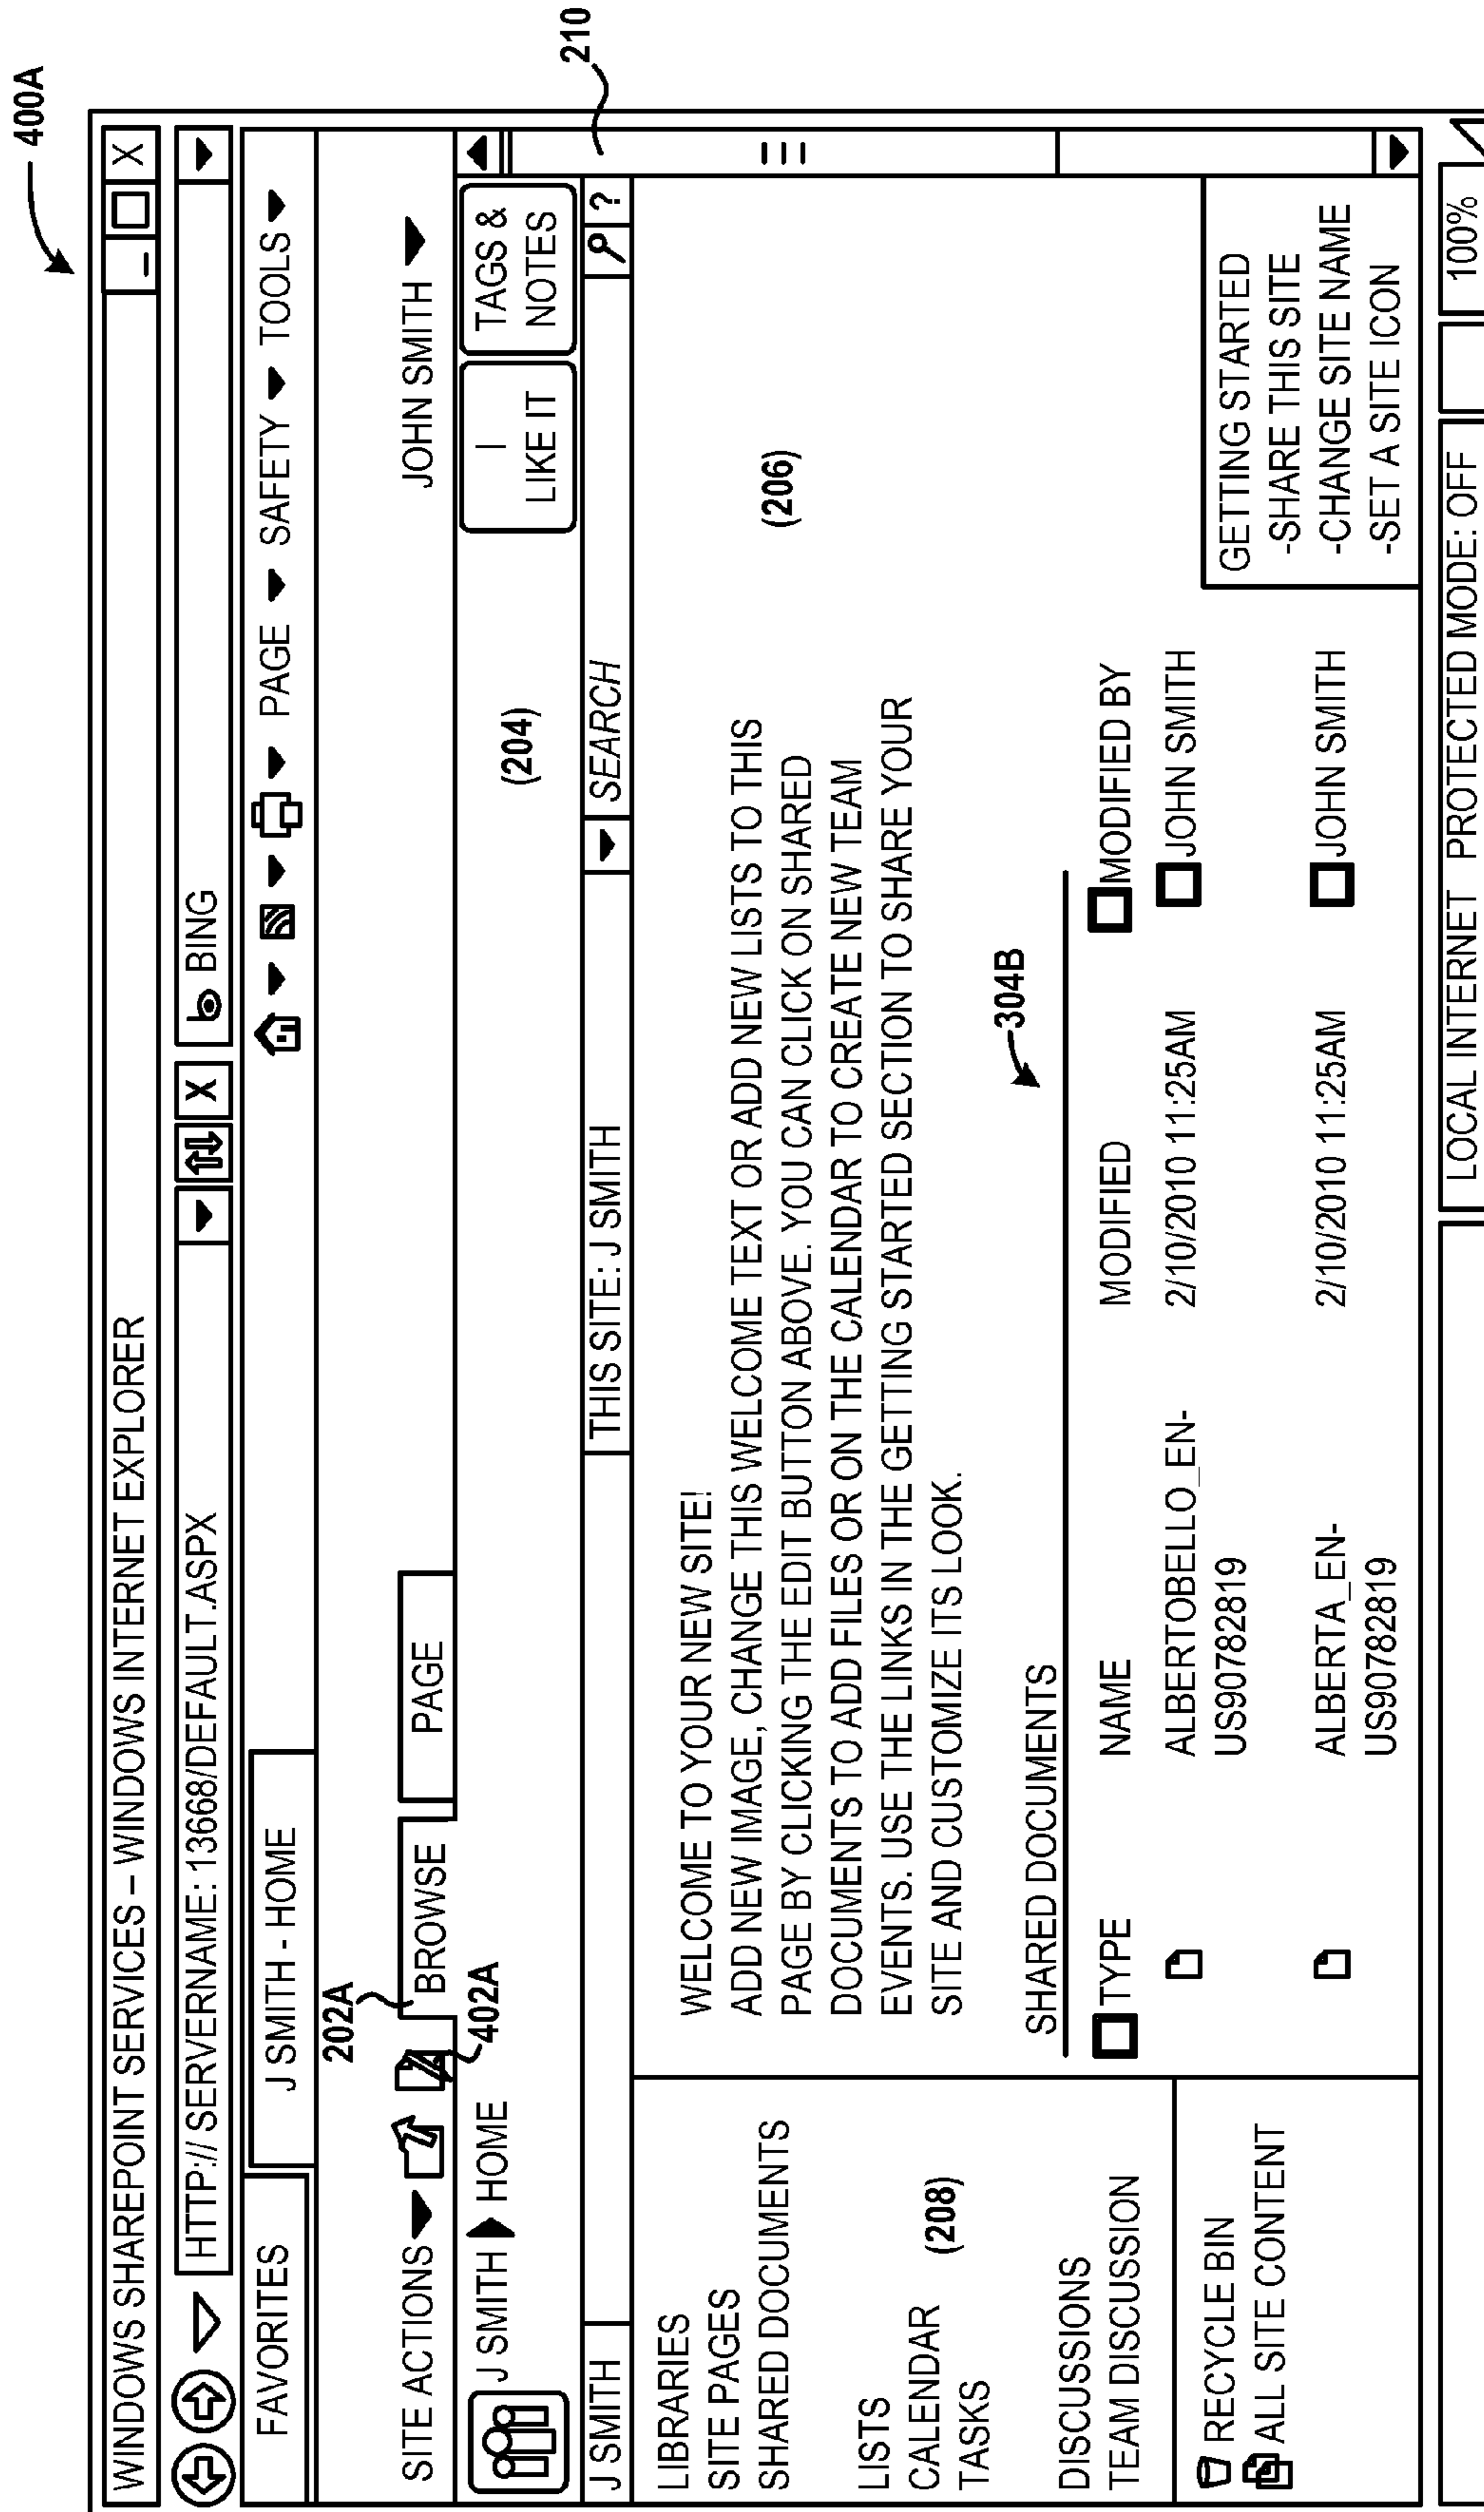 400A
WINDOWS SHAREPOINT SERVICES – WINDOWS INTERNET EXPLORER
_ X
HTTP:// SERVERNAME: 13668/DEFAULT.ASPX
X
b BING
FAVORITES
J SMITH - HOME
PAGE SAFETY TOOLS
202A
SITE ACTIONS
BROWSE
PAGE
JOHN SMITH
402A
J SMITH HOME
(204)
I LIKE IT
TAGS & NOTES
210
J SMITH
THIS SITE: J SMITH
SEARCH
?
LIBRARIES
SITE PAGES
SHARED DOCUMENTS
LISTS
CALENDAR
TASKS
(208)
DISCUSSIONS
TEAM DISCUSSION
RECYCLE BIN
ALL SITE CONTENT
WELCOME TO YOUR NEW SITE!
ADD NEW IMAGE, CHANGE THIS WELCOME TEXT OR ADD NEW LISTS TO THIS
PAGE BY CLICKING THE EDIT BUTTON ABOVE. YOU CAN CLICK ON SHARED
DOCUMENTS TO ADD FILES OR ON THE CALENDAR TO CREATE NEW TEAM
EVENTS. USE THE LINKS IN THE GETTING STARTED SECTION TO SHARE YOUR
SITE AND CUSTOMIZE ITS LOOK.
(206)
SHARED DOCUMENTS
304B
TYPE NAME MODIFIED MODIFIED BY
ALBERTOBELLO_EN- 2/10/2010 11:25AM JOHN SMITH
US90782819
ALBERTA_EN- 2/10/2010 11:25AM JOHN SMITH
US90782819
GETTING STARTED
-SHARE THIS SITE
-CHANGE SITE NAME
-SET A SITE ICON
LOCAL INTERNET PROTECTED MODE: OFF
100%